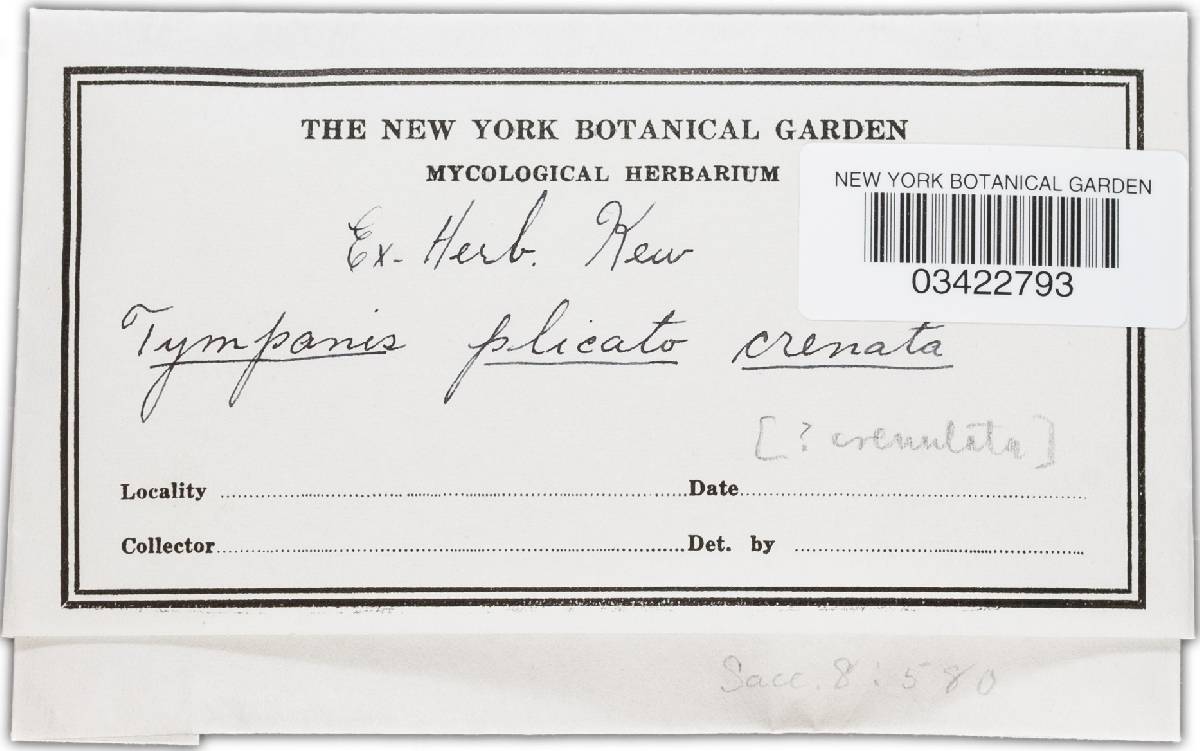 THE NEW YORK BOTANICAL GARDEN
MYCOLOGICAL HERBARIUM
NEW YORK BOTANICAL GARDEN
03422793
Ex. Herb. Kew
Tympanis plicato crenata
[? crenulata]
Locality Date
Collector Det. by
Sacc. 8: 580